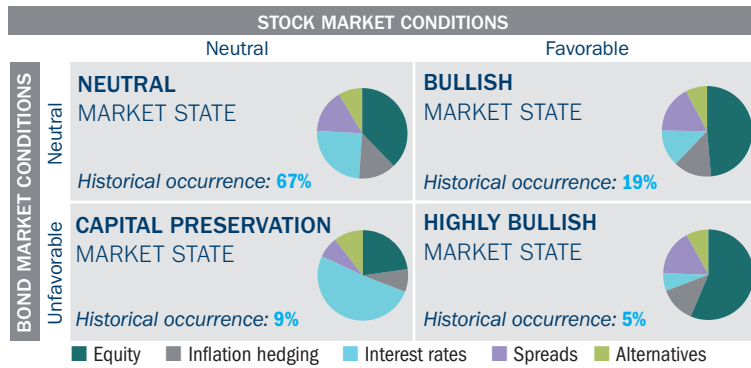 STOCK MARKET CONDITIONS
Neutral
Favorable
BOND MARKET CONDITIONS
Neutral
NEUTRAL
MARKET STATE
Historical occurrence: 67%
BULLISH
MARKET STATE
Historical occurrence: 19%
Unfavorable
CAPITAL PRESERVATION
MARKET STATE
Historical occurrence: 9%
HIGHLY BULLISH
MARKET STATE
Historical occurrence: 5%
Equity
Inflation hedging
Interest rates
Spreads
Alternatives